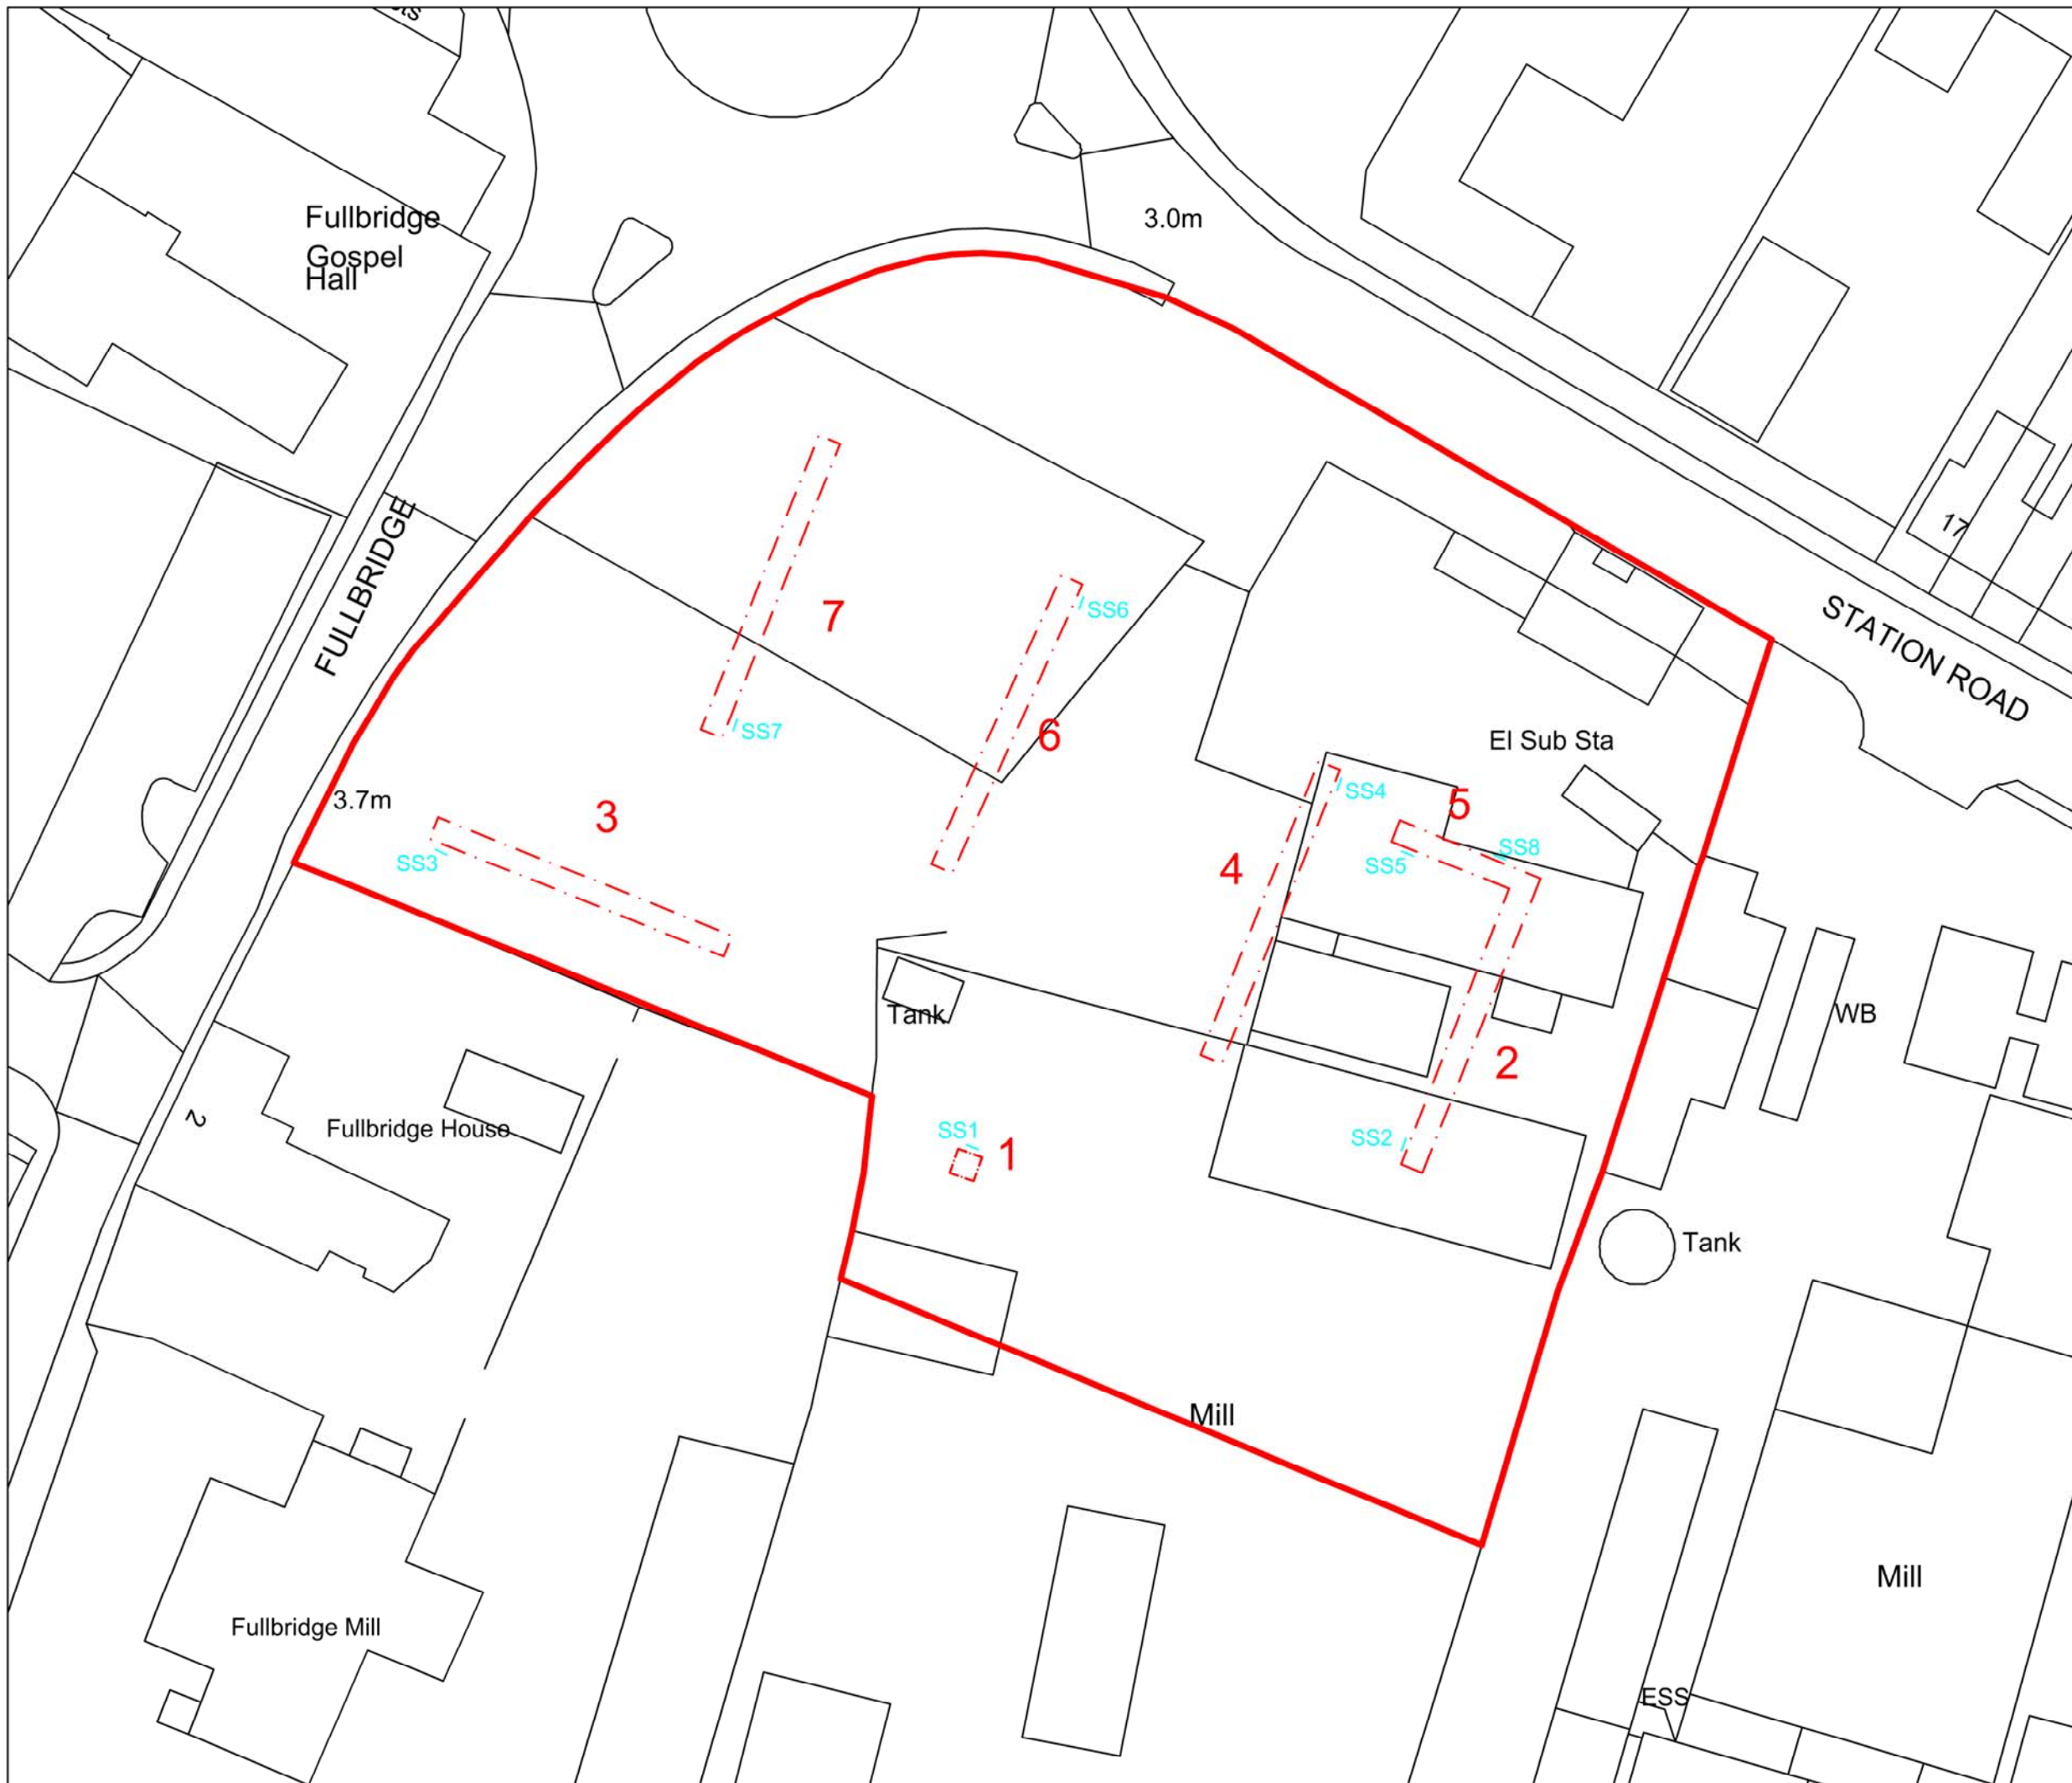 Fullbridge
Gospel
Hall
3.0m
17
FULLBRIDGE
STATION ROAD
7
SS6
SS7
6
El Sub Sta
3.7m
3
SS3
SS4
5
SS8
SS5
4
Tank
WB
2
2
Fullbridge House
SS1
1
SS2
Tank
Mill
Mill
Fullbridge Mill
ESS